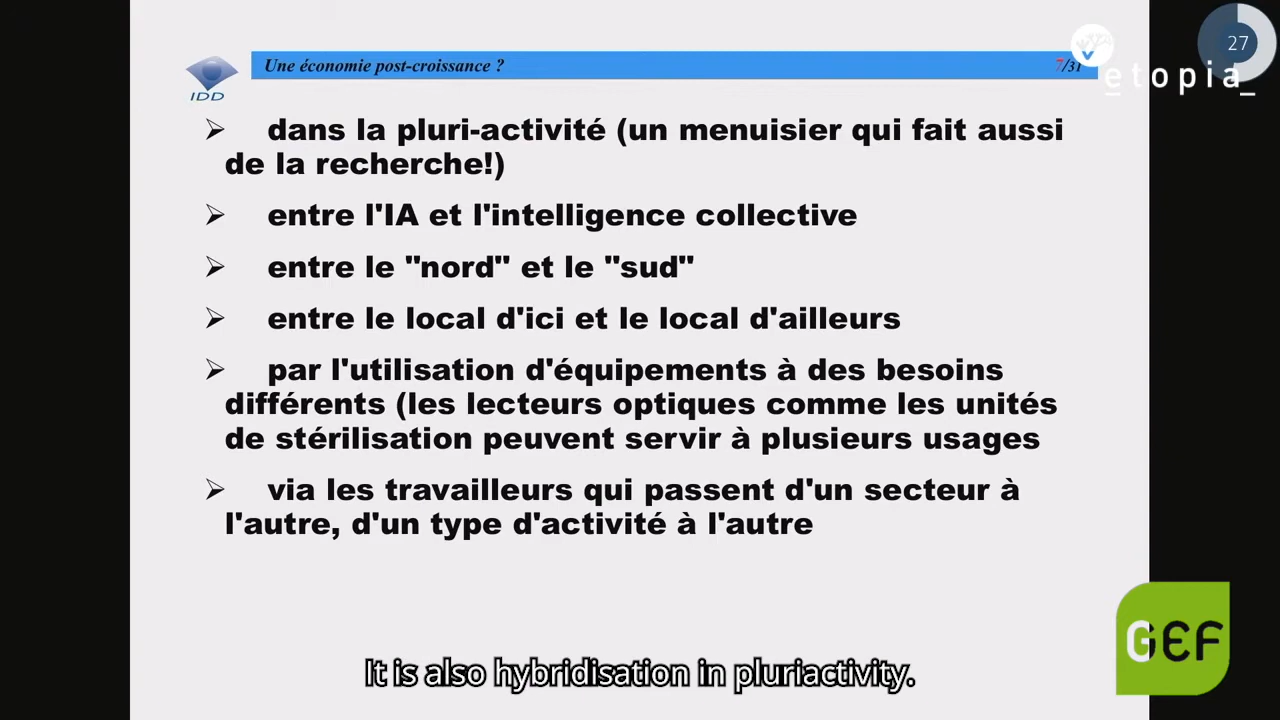 27
Une économie post-croissance ?
7/31
etopia_
IDD
➢ dans la pluri-activité (un menuisier qui fait aussi
de la recherche!)
➢ entre l'IA et l'intelligence collective
➢ entre le "nord" et le "sud"
➢ entre le local d'ici et le local d'ailleurs
➢ par l'utilisation d'équipements à des besoins
différents (les lecteurs optiques comme les unités
de stérilisation peuvent servir à plusieurs usages
➢ via les travailleurs qui passent d'un secteur à
l'autre, d'un type d'activité à l'autre
GEF
It is also hybridisation in pluriactivity.